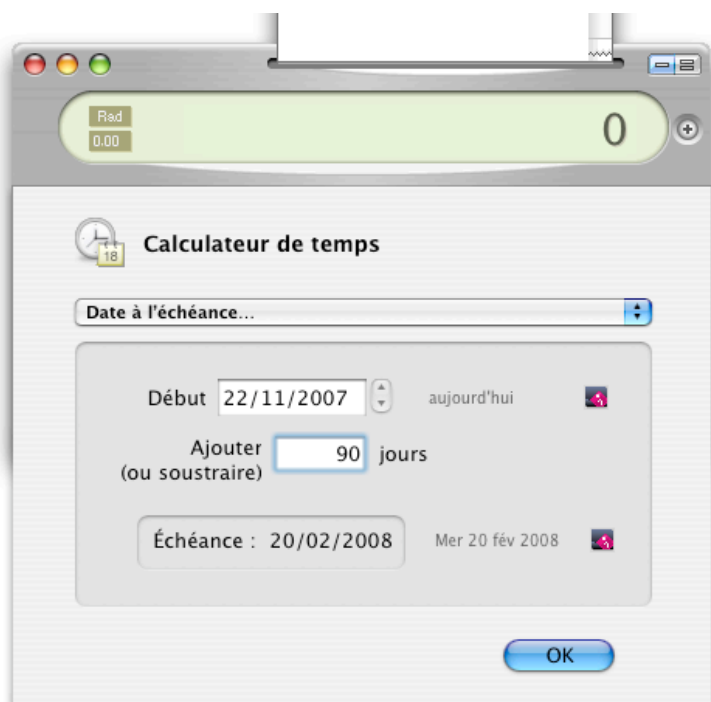 Rad
0.00
0
18
Calculateur de temps
Date à l'échéance...
Début 22/11/2007 aujourd'hui
Ajouter
(ou soustraire) 90 jours
Échéance : 20/02/2008 Mer 20 fév 2008
OK